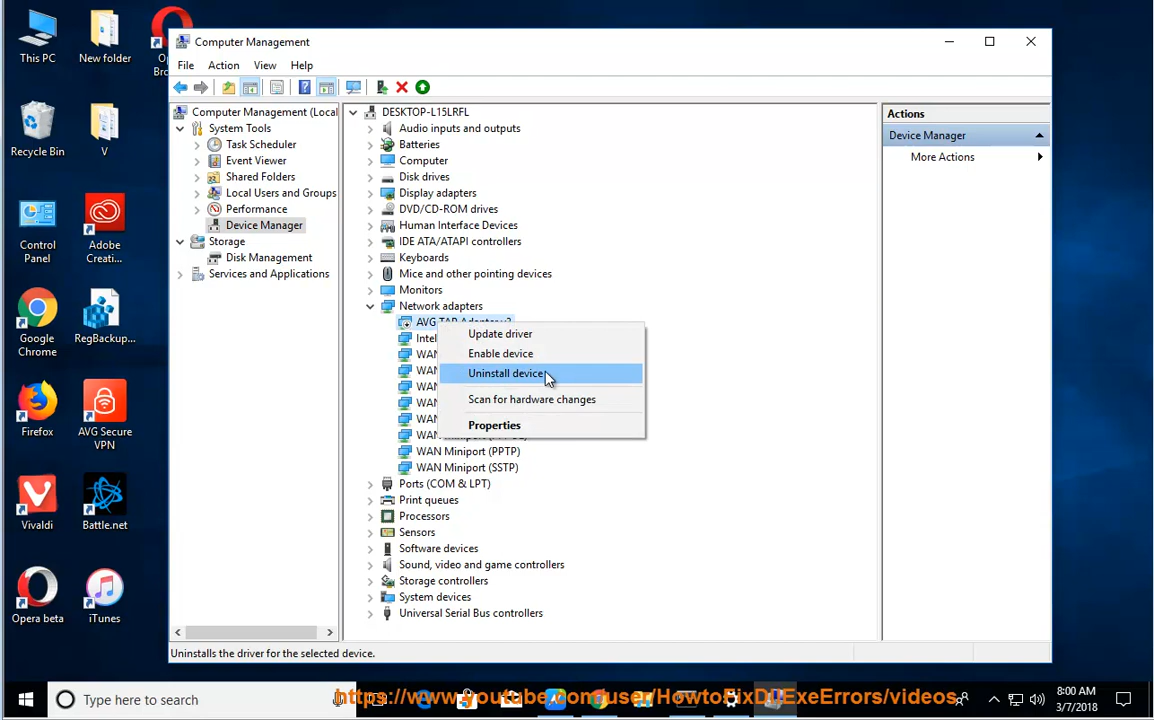 This PC
New folder
Op
Bro
Recycle Bin
V
Control
Panel
Adobe
Creati...
Google
Chrome
RegBackup...
Firefox
AVG Secure
VPN
Vivaldi
Battle.net
Opera beta
iTunes
Computer Management
File Action View Help
Computer Management (Local
System Tools
Task Scheduler
Event Viewer
Shared Folders
Local Users and Groups
Performance
Device Manager
Storage
Disk Management
Services and Applications
DESKTOP-L15LRFL
Audio inputs and outputs
Batteries
Computer
Disk drives
Display adapters
DVD/CD-ROM drives
Human Interface Devices
IDE ATA/ATAPI controllers
Keyboards
Mice and other pointing devices
Monitors
Network adapters
AVG TAP Adapter v3
Intel
WAN
WAN
WAN
WAN
WAN
WAN Miniport (PPPOE)
WAN Miniport (PPTP)
WAN Miniport (SSTP)
Ports (COM & LPT)
Print queues
Processors
Sensors
Software devices
Sound, video and game controllers
Storage controllers
System devices
Universal Serial Bus controllers
Update driver
Enable device
Uninstall device
Scan for hardware changes
Properties
Actions
Device Manager
More Actions
Uninstalls the driver for the selected device.
Type here to search
https://www.youtube.com/user/HowtoFixDllExeErrors/videos
8:00 AM
3/7/2018